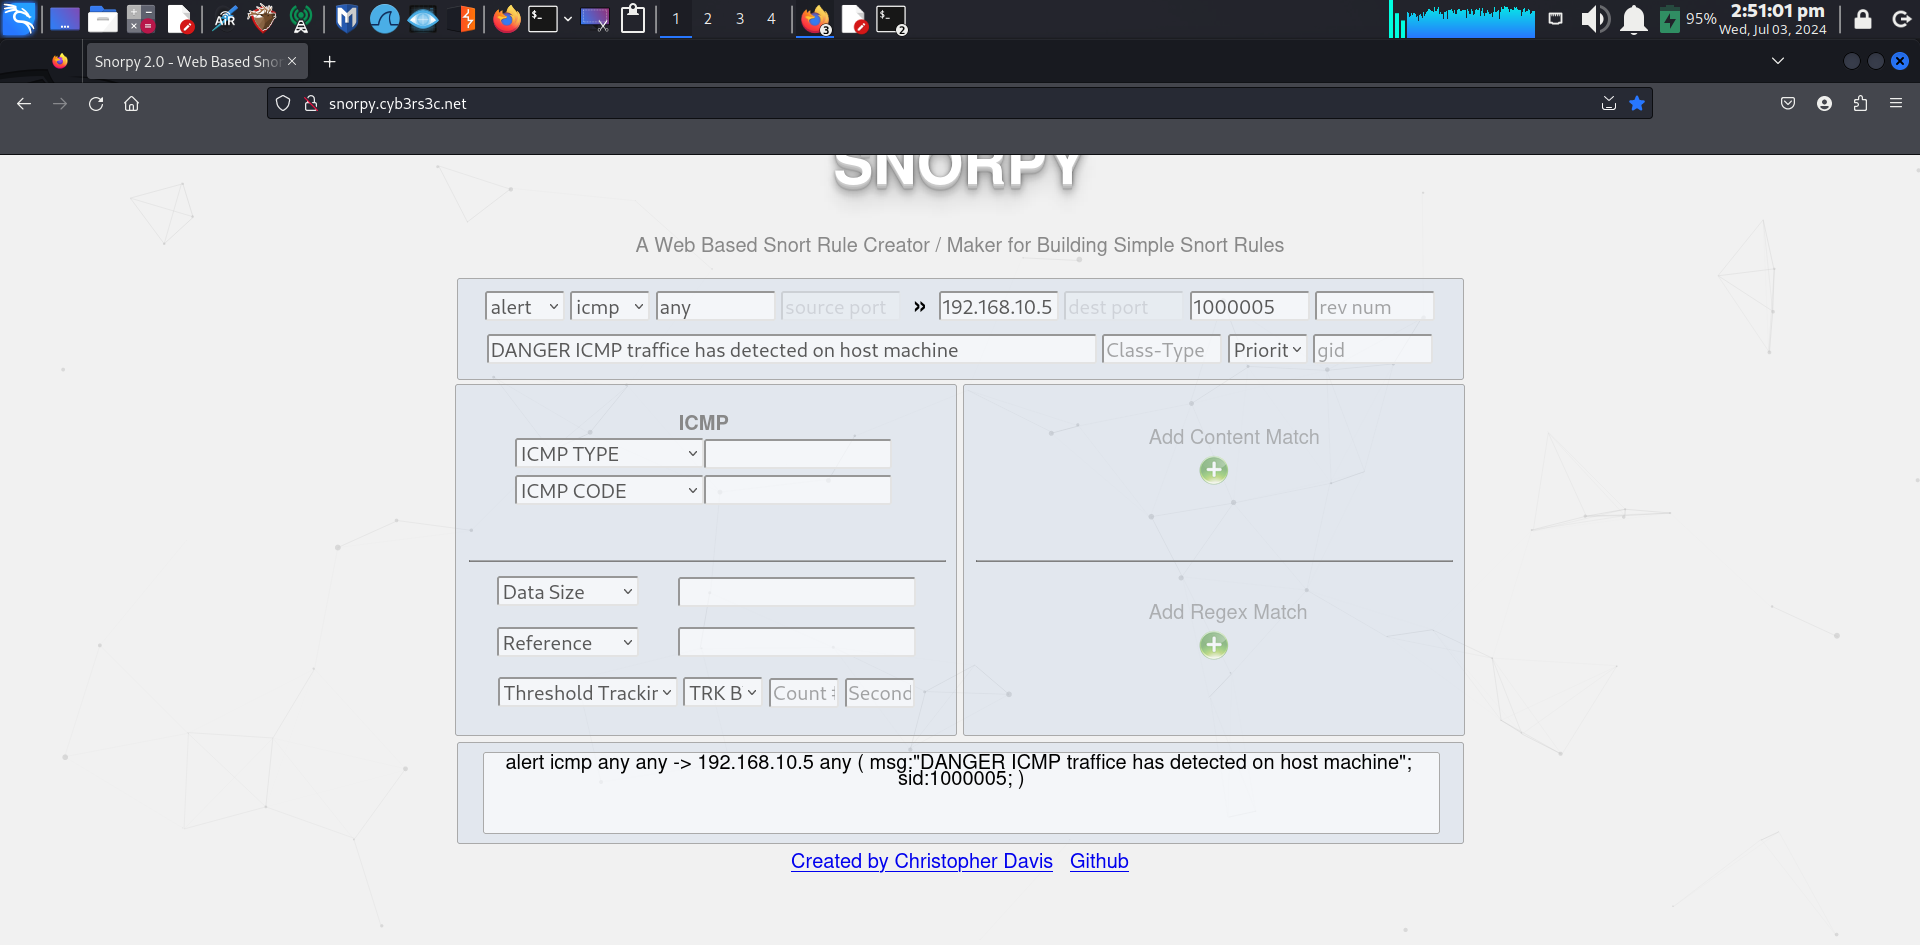 1 2 3 4 3 2 95% 2:51:01 pm
Wed, Jul 03, 2024
Snorpy 2.0 - Web Based Snor
snorpy.cyb3rs3c.net
SNORPY
A Web Based Snort Rule Creator / Maker for Building Simple Snort Rules
alert icmp any source port » 192.168.10.5 dest port 1000005 rev num
DANGER ICMP traffice has detected on host machine Class-Type Priorit gid
ICMP
ICMP TYPE
ICMP CODE
Data Size
Reference
Threshold Trackir TRK B Count Second
Add Content Match
Add Regex Match
alert icmp any any -> 192.168.10.5 any ( msg:"DANGER ICMP traffice has detected on host machine";
sid:1000005; )
Created by Christopher Davis Github